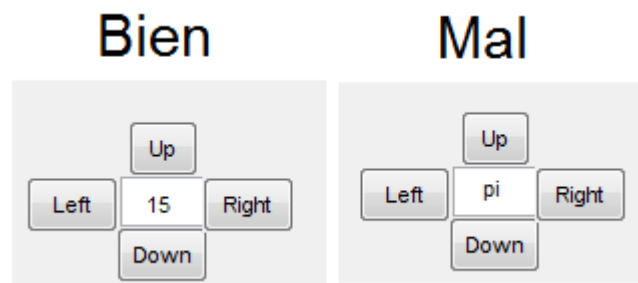 Bien Mal
Up Up
Left 15 Right Left pi Right
Down Down